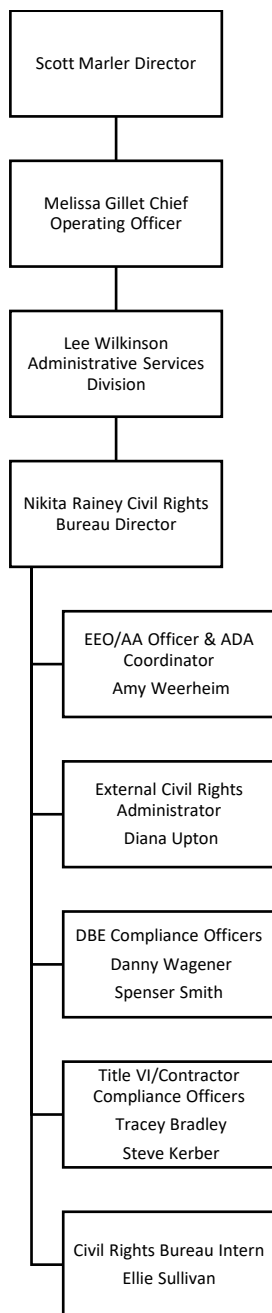 Scott Marler Director
Melissa Gillet Chief
Operating Officer
Lee Wilkinson
Administrative Services
Division
Nikita Rainey Civil Rights
Bureau Director
EEO/AA Officer & ADA
Coordinator
Amy Weerheim
External Civil Rights
Administrator
Diana Upton
DBE Compliance Officers
Danny Wagener
Spenser Smith
Title VI/Contractor
Compliance Officers
Tracey Bradley
Steve Kerber
Civil Rights Bureau Intern
Ellie Sullivan